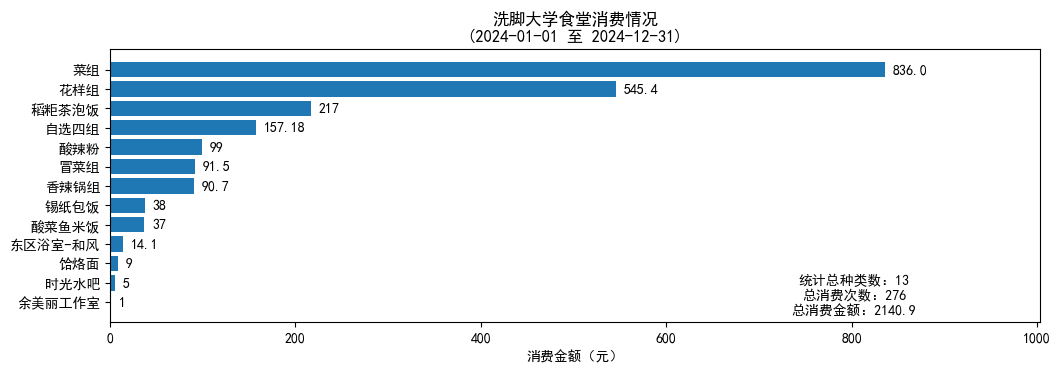 洗脚大学食堂消费情况
(2024-01-01 至 2024-12-31)
菜组 836.0
花样组 545.4
稻粔茶泡饭 217
自选四组 157.18
酸辣粉 99
冒菜组 91.5
香辣锅组 90.7
锡纸包饭 38
酸菜鱼米饭 37
东区浴室-和风 14.1
饸烙面 9
时光水吧 5
余美丽工作室 1
统计总种类数: 13
总消费次数: 276
总消费金额: 2140.9
0 200 400 600 800 1000
消费金额（元）